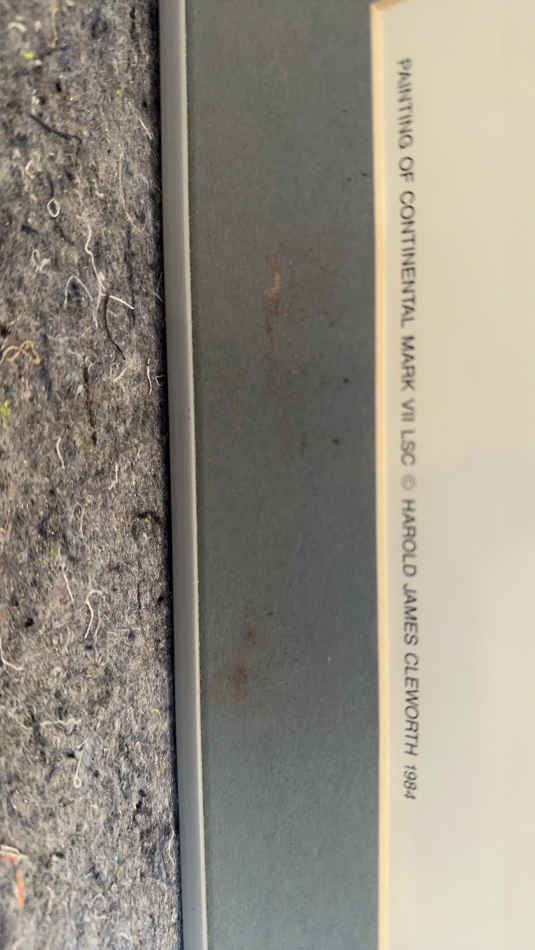 PAINTING OF CONTINENTAL MARK VII LSC © HAROLD JAMES CLEWORTH 1984